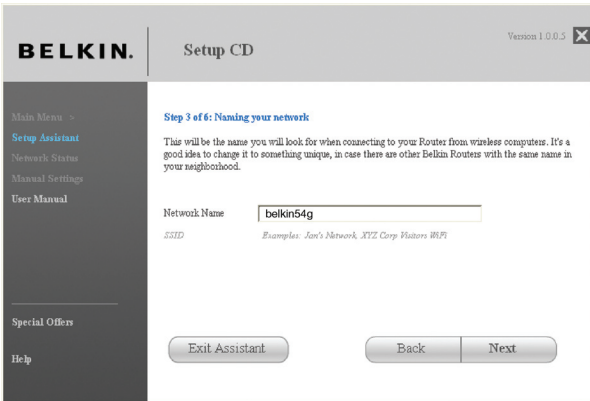 BELKIN.
Setup CD
Version 1.0.0.5
Main Menu >
Setup Assistant
Network Status
Manual Settings
User Manual
Special Offers
Help
Step 3 of 6: Naming your network
This will be the name you will look for when connecting to your Router from wireless computers. It's a
good idea to change it to something unique, in case there are other Belkin Routers with the same name in
your neighborhood.
Network Name
belkin54g
SSID
Examples: Jan's Network, XYZ Corp Visitors WiFi
Exit Assistant
Back
Next